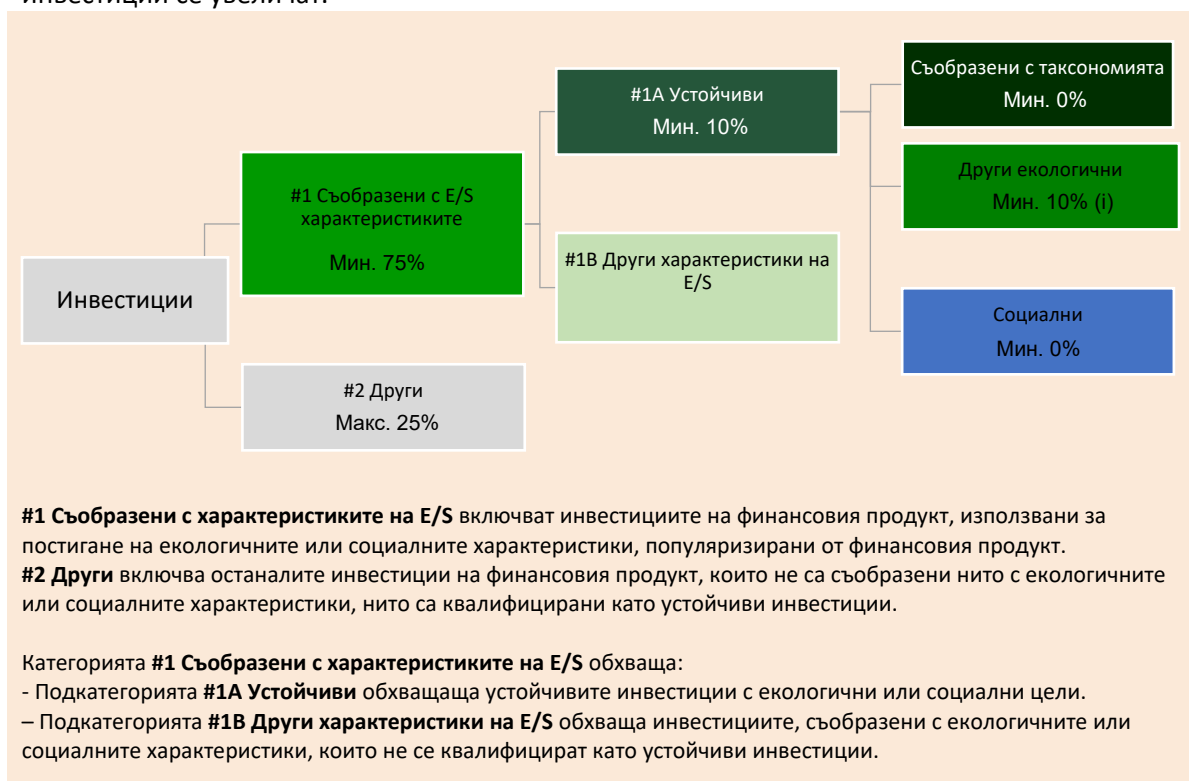 инвестиции се увеличат.
Съобразени с таксономията
Мин. 0%
#1A Устойчиви
Мин. 10%
Други екологични
Мин. 10% (i)
#1 Съобразени с E/S
характеристиките
Мин. 75%
#1B Други характеристики на
E/S
Инвестиции
Социални
Мин. 0%
#2 Други
Макс. 25%
#1 Съобразени с характеристиките на E/S включват инвестициите на финансовия продукт, използвани за
постигане на екологичните или социалните характеристики, популяризирани от финансовия продукт.
#2 Други включва останалите инвестиции на финансовия продукт, които не са съобразени нито с екологичните
или социалните характеристики, нито са квалифицирани като устойчиви инвестиции.
Категорията #1 Съобразени с характеристиките на E/S обхваща:
- Подкатегорията #1A Устойчиви обхващаща устойчивите инвестиции с екологични или социални цели.
– Подкатегорията #1B Други характеристики на E/S обхваща инвестициите, съобразени с екологичните или
социалните характеристики, които не се квалифицират като устойчиви инвестиции.